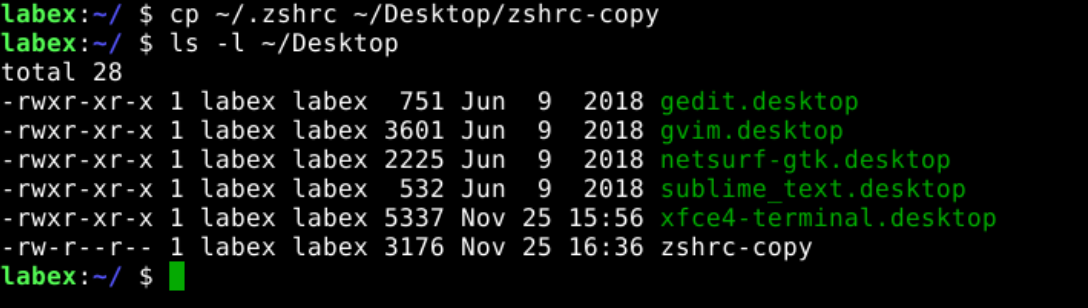 labex:~/ $ cp ~/.zshrc ~/Desktop/zshrc-copy
labex:~/ $ ls -l ~/Desktop
total 28
-rwxr-xr-x 1 labex labex  751 Jun  9  2018 gedit.desktop
-rwxr-xr-x 1 labex labex 3601 Jun  9  2018 gvim.desktop
-rwxr-xr-x 1 labex labex 2225 Jun  9  2018 netsurf-gtk.desktop
-rwxr-xr-x 1 labex labex  532 Jun  9  2018 sublime_text.desktop
-rwxr-xr-x 1 labex labex 5337 Nov 25 15:56 xfce4-terminal.desktop
-rw-r--r-- 1 labex labex 3176 Nov 25 16:36 zshrc-copy
labex:~/ $